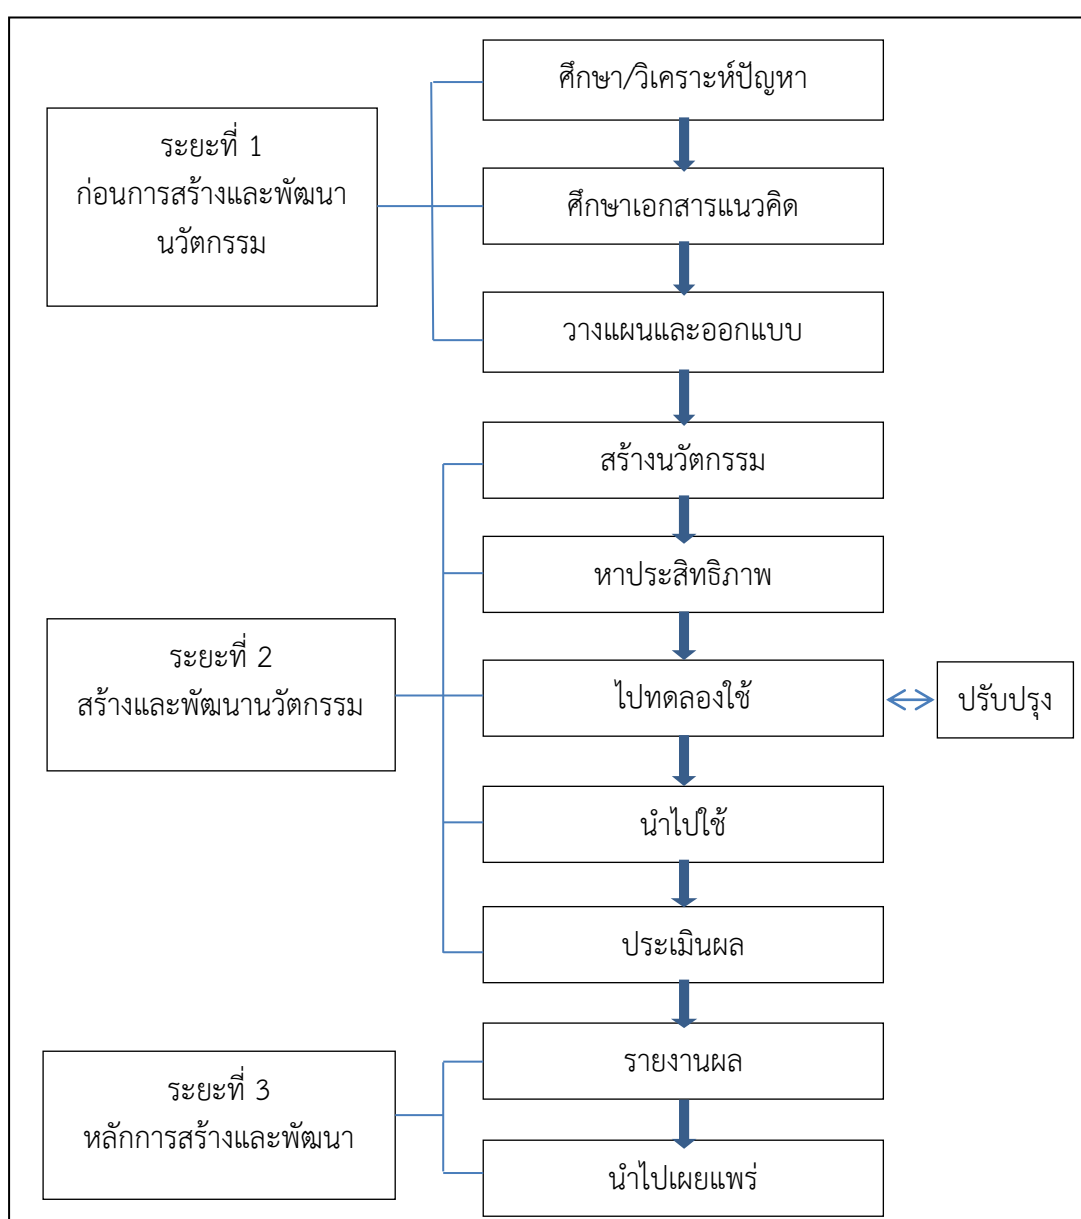 ศึกษา/วิเคราะห์ปัญหา
ระยะที่ 1
ก่อนการสร้างและพัฒนา
นวัตกรรม
ศึกษาเอกสารแนวคิด
วางแผนและออกแบบ
สร้างนวัตกรรม
หาประสิทธิภาพ
ระยะที่ 2
สร้างและพัฒนานวัตกรรม
ไปทดลองใช้
ปรับปรุง
นำไปใช้
ประเมินผล
รายงานผล
ระยะที่ 3
หลักการสร้างและพัฒนา
นำไปเผยแพร่